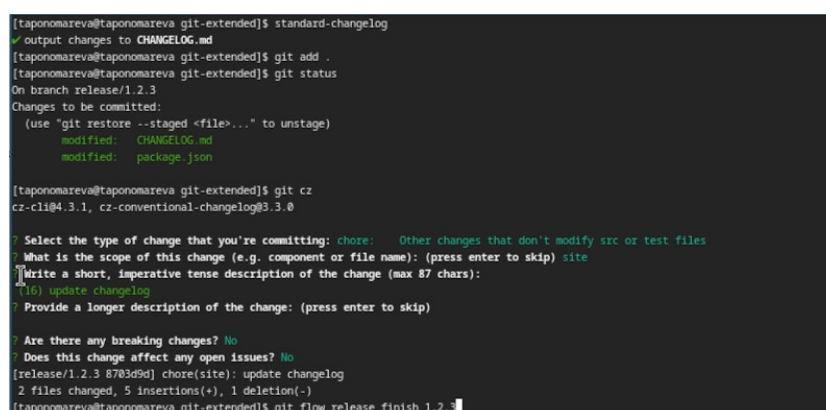 [taponomareva@taponomareva git-extended]$ standard-changelog
✔ output changes to CHANGELOG.md
[taponomareva@taponomareva git-extended]$ git add .
[taponomareva@taponomareva git-extended]$ git status
On branch release/1.2.3
Changes to be committed:
  (use "git restore --staged <file>..." to unstage)
        modified:   CHANGELOG.md
        modified:   package.json

[taponomareva@taponomareva git-extended]$ git cz
cz-cli@4.3.1, cz-conventional-changelog@3.3.0

? Select the type of change that you're committing: chore:    Other changes that don't modify src or test files
? What is the scope of this change (e.g. component or file name): (press enter to skip) site
? Write a short, imperative tense description of the change (max 87 chars):
 (16) update changelog
? Provide a longer description of the change: (press enter to skip)

? Are there any breaking changes? No
? Does this change affect any open issues? No
[release/1.2.3 8703d9d] chore(site): update changelog
 2 files changed, 5 insertions(+), 1 deletion(-)
[taponomareva@taponomareva git-extended]$ git flow release finish 1.2.3